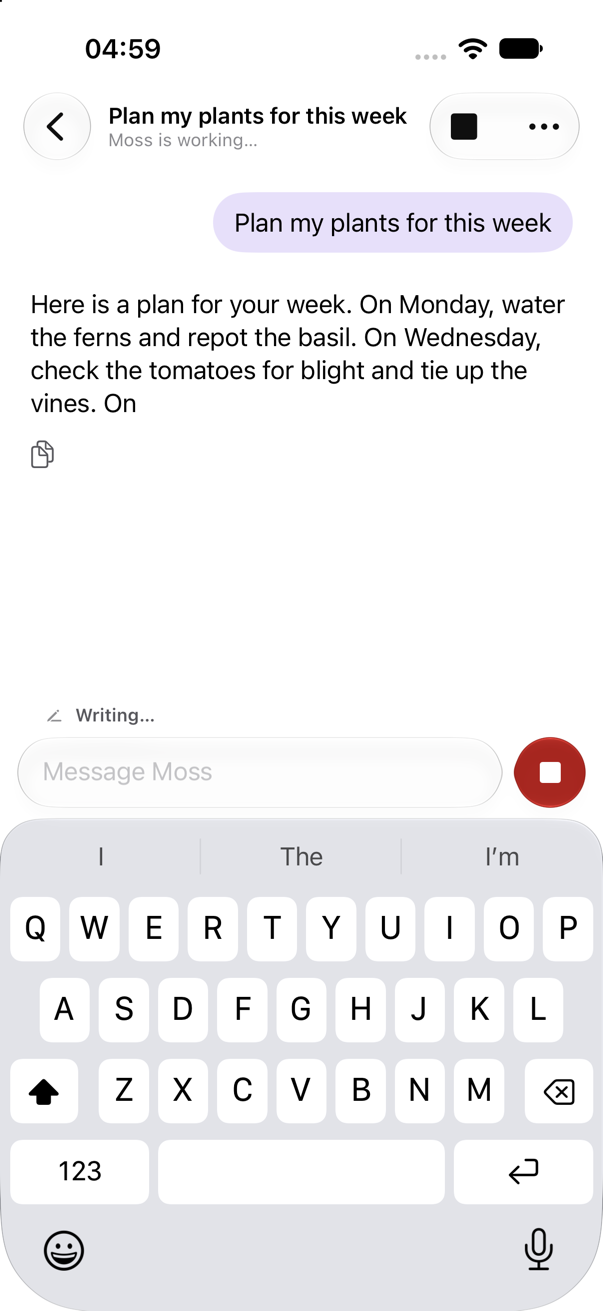 04:59
Plan my plants for this week
Moss is working...
Plan my plants for this week
Here is a plan for your week. On Monday, water
the ferns and repot the basil. On Wednesday,
check the tomatoes for blight and tie up the
vines. On
Writing...
Message Moss
I The I’m
Q W E R T Y U I O P
A S D F G H J K L
Z X C V B N M
123